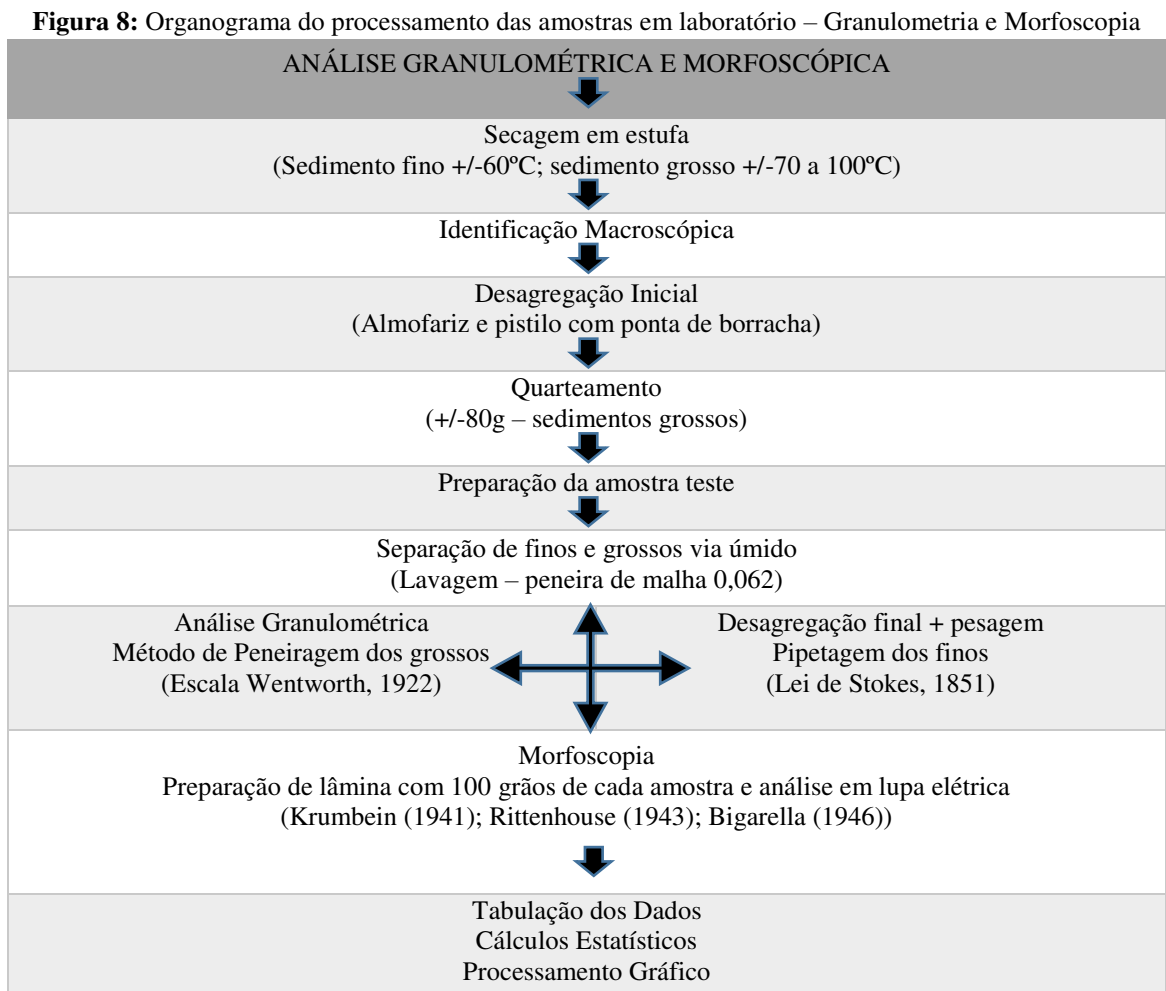 Figura 8: Organograma do processamento das amostras em laboratório – Granulometria e Morfoscopia
ANÁLISE GRANULOMÉTRICA E MORFOSCÓPICA
Secagem em estufa
(Sedimento fino +/-60ºC; sedimento grosso +/-70 a 100ºC)
Identificação Macroscópica
Desagregação Inicial
(Almofariz e pistilo com ponta de borracha)
Quarteamento
(+/-80g – sedimentos grossos)
Preparação da amostra teste
Separação de finos e grossos via úmido
(Lavagem – peneira de malha 0,062)
Análise Granulométrica
Método de Peneiragem dos grossos
(Escala Wentworth, 1922)
Desagregação final + pesagem
Pipetagem dos finos
(Lei de Stokes, 1851)
Morfoscopia
Preparação de lâmina com 100 grãos de cada amostra e análise em lupa elétrica
(Krumbein (1941); Rittenhouse (1943); Bigarella (1946))
Tabulação dos Dados
Cálculos Estatísticos
Processamento Gráfico